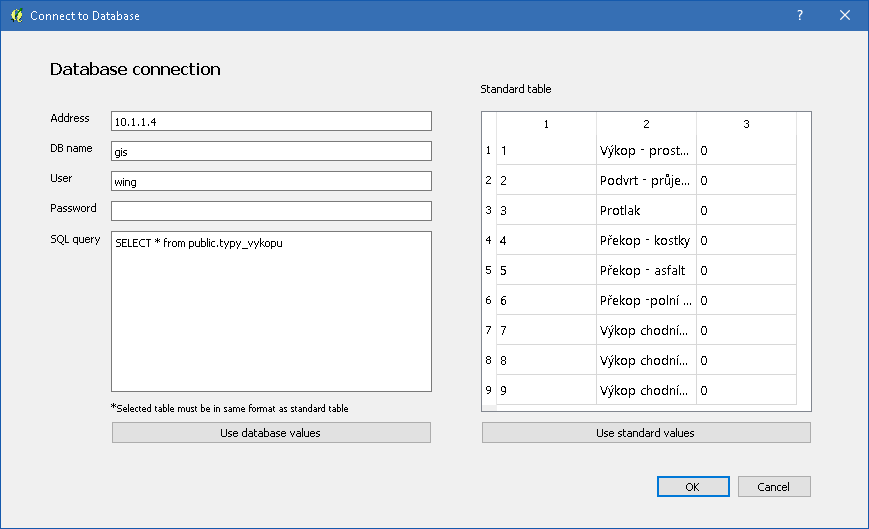 Connect to Database
Database connection
Address
10.1.1.4
DB name
gis
User
wing
Password
SQL query
SELECT * from public.typy_vykopu
*Selected table must be in same format as standard table
Use database values
Standard table
1 2 3
1 1 Výkop - prost... 0
2 2 Podvrt - průje... 0
3 3 Protlak 0
4 4 Překop - kostky 0
5 5 Překop - asfalt 0
6 6 Překop -polní ... 0
7 7 Výkop chodní... 0
8 8 Výkop chodní... 0
9 9 Výkop chodní... 0
Use standard values
OK Cancel